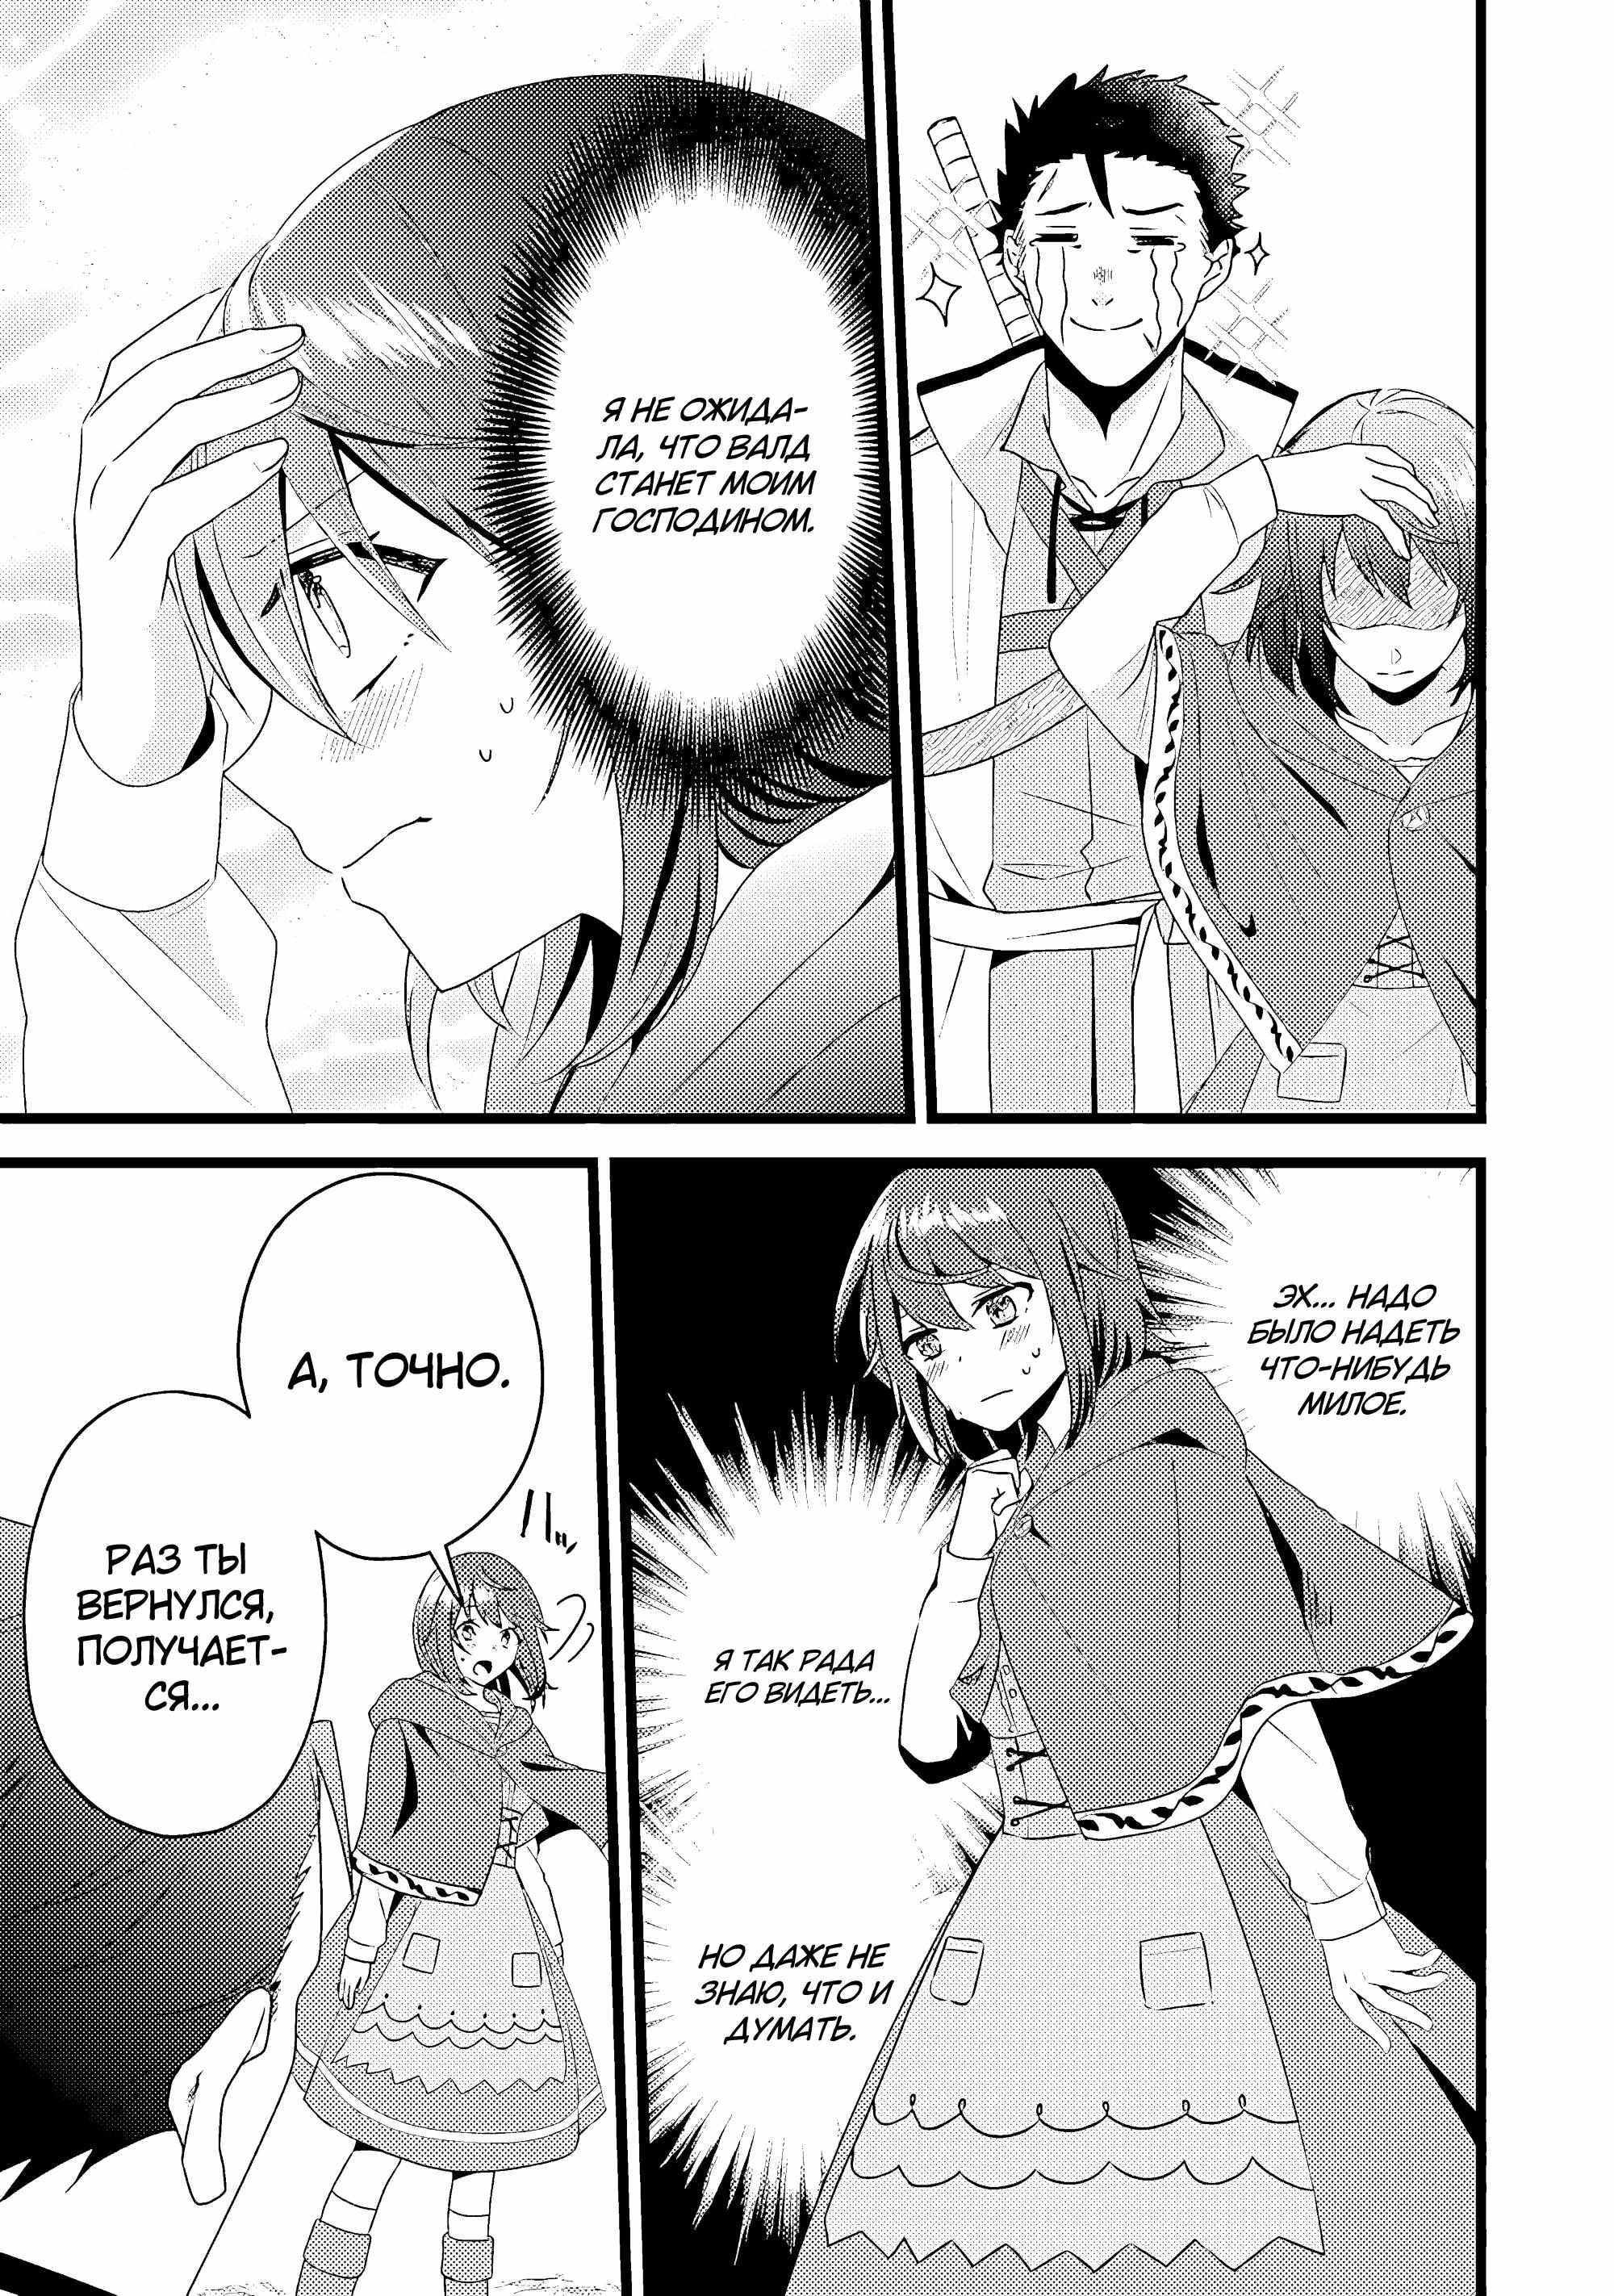 Я НЕ ОЖИДА-
ЛА, ЧТО ВАЛД
СТАНЕТ МОИМ
ГОСПОДИНОМ.
ЭХ... НАДО
БЫЛО НАДЕТЬ
ЧТО-НИБУДЬ
МИЛОЕ.
Я ТАК РАДА
ЕГО ВИДЕТЬ...
НО ДАЖЕ НЕ
ЗНАЮ, ЧТО И
ДУМАТЬ.
А, ТОЧНО.
РАЗ ТЫ
ВЕРНУЛСЯ,
ПОЛУЧАЕТ-
СЯ...